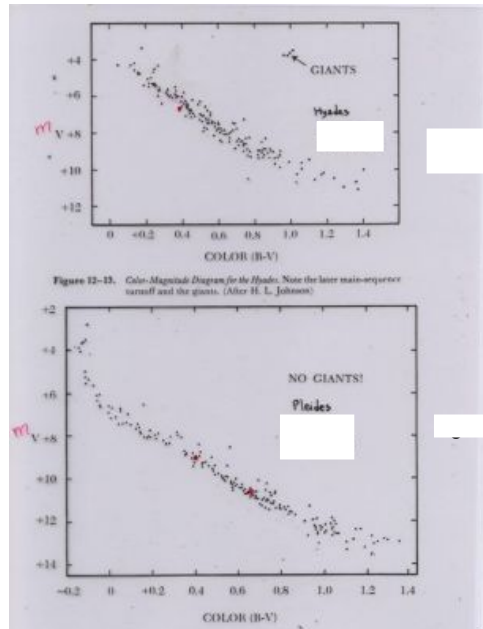 +4
GIANTS
+6
Hyades
m V +8
+10
+12
0 +0.2 0.4 0.6 0.8 1.0 1.2 1.4
COLOR (B-V)
Figure 12-13. Color-Magnitude Diagram for the Hyades. Note the later main-sequence
turnoff and the giants. (After H. L. Johnson)
+2
+4
NO GIANTS!
+6
Pleides
m V +8
+10
+12
+14
-0.2 0 +0.2 0.4 0.6 0.8 1.0 1.2 1.4
COLOR (B-V)